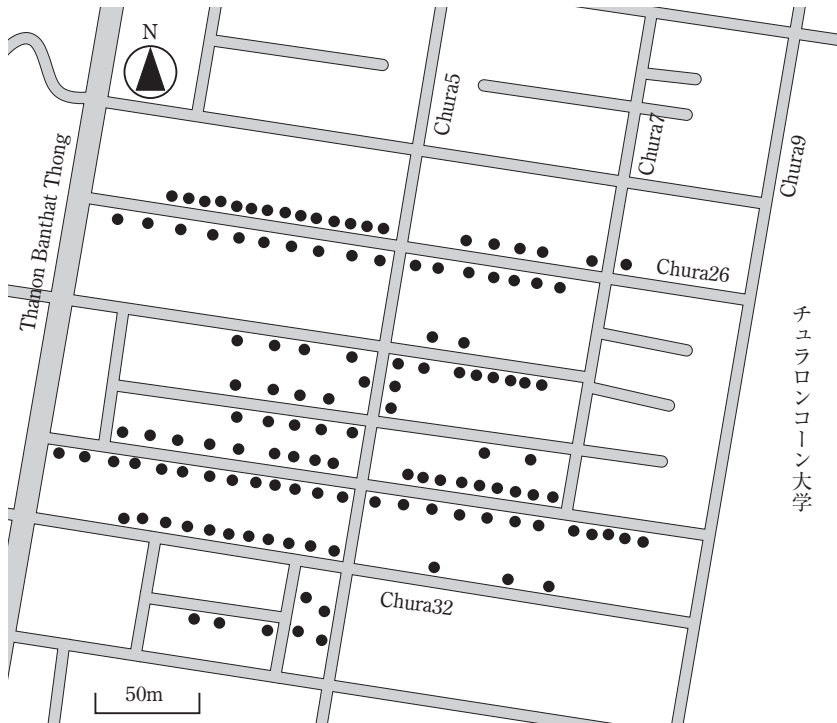 N
Chura5
Chura7
Chura9
Thanon Banthat Thong
Chura26
チュラロンコーン大学
Chura32
50m